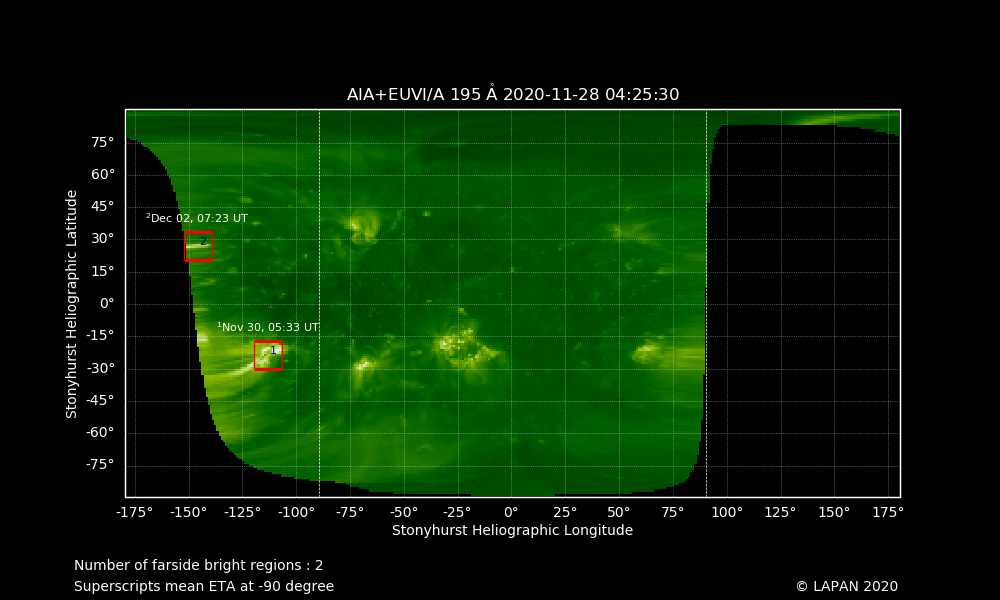 AIA+EUVI/A 195 Å 2020-11-28 04:25:30
Stonyhurst Heliographic Latitude
75°
60°
45°
30°
15°
0°
-15°
-30°
-45°
-60°
-75°
²Dec 02, 07:23 UT
2
¹Nov 30, 05:33 UT
1
-175° -150° -125° -100° -75° -50° -25° 0° 25° 50° 75° 100° 125° 150° 175°
Stonyhurst Heliographic Longitude
Number of farside bright regions : 2
Superscripts mean ETA at -90 degree
© LAPAN 2020